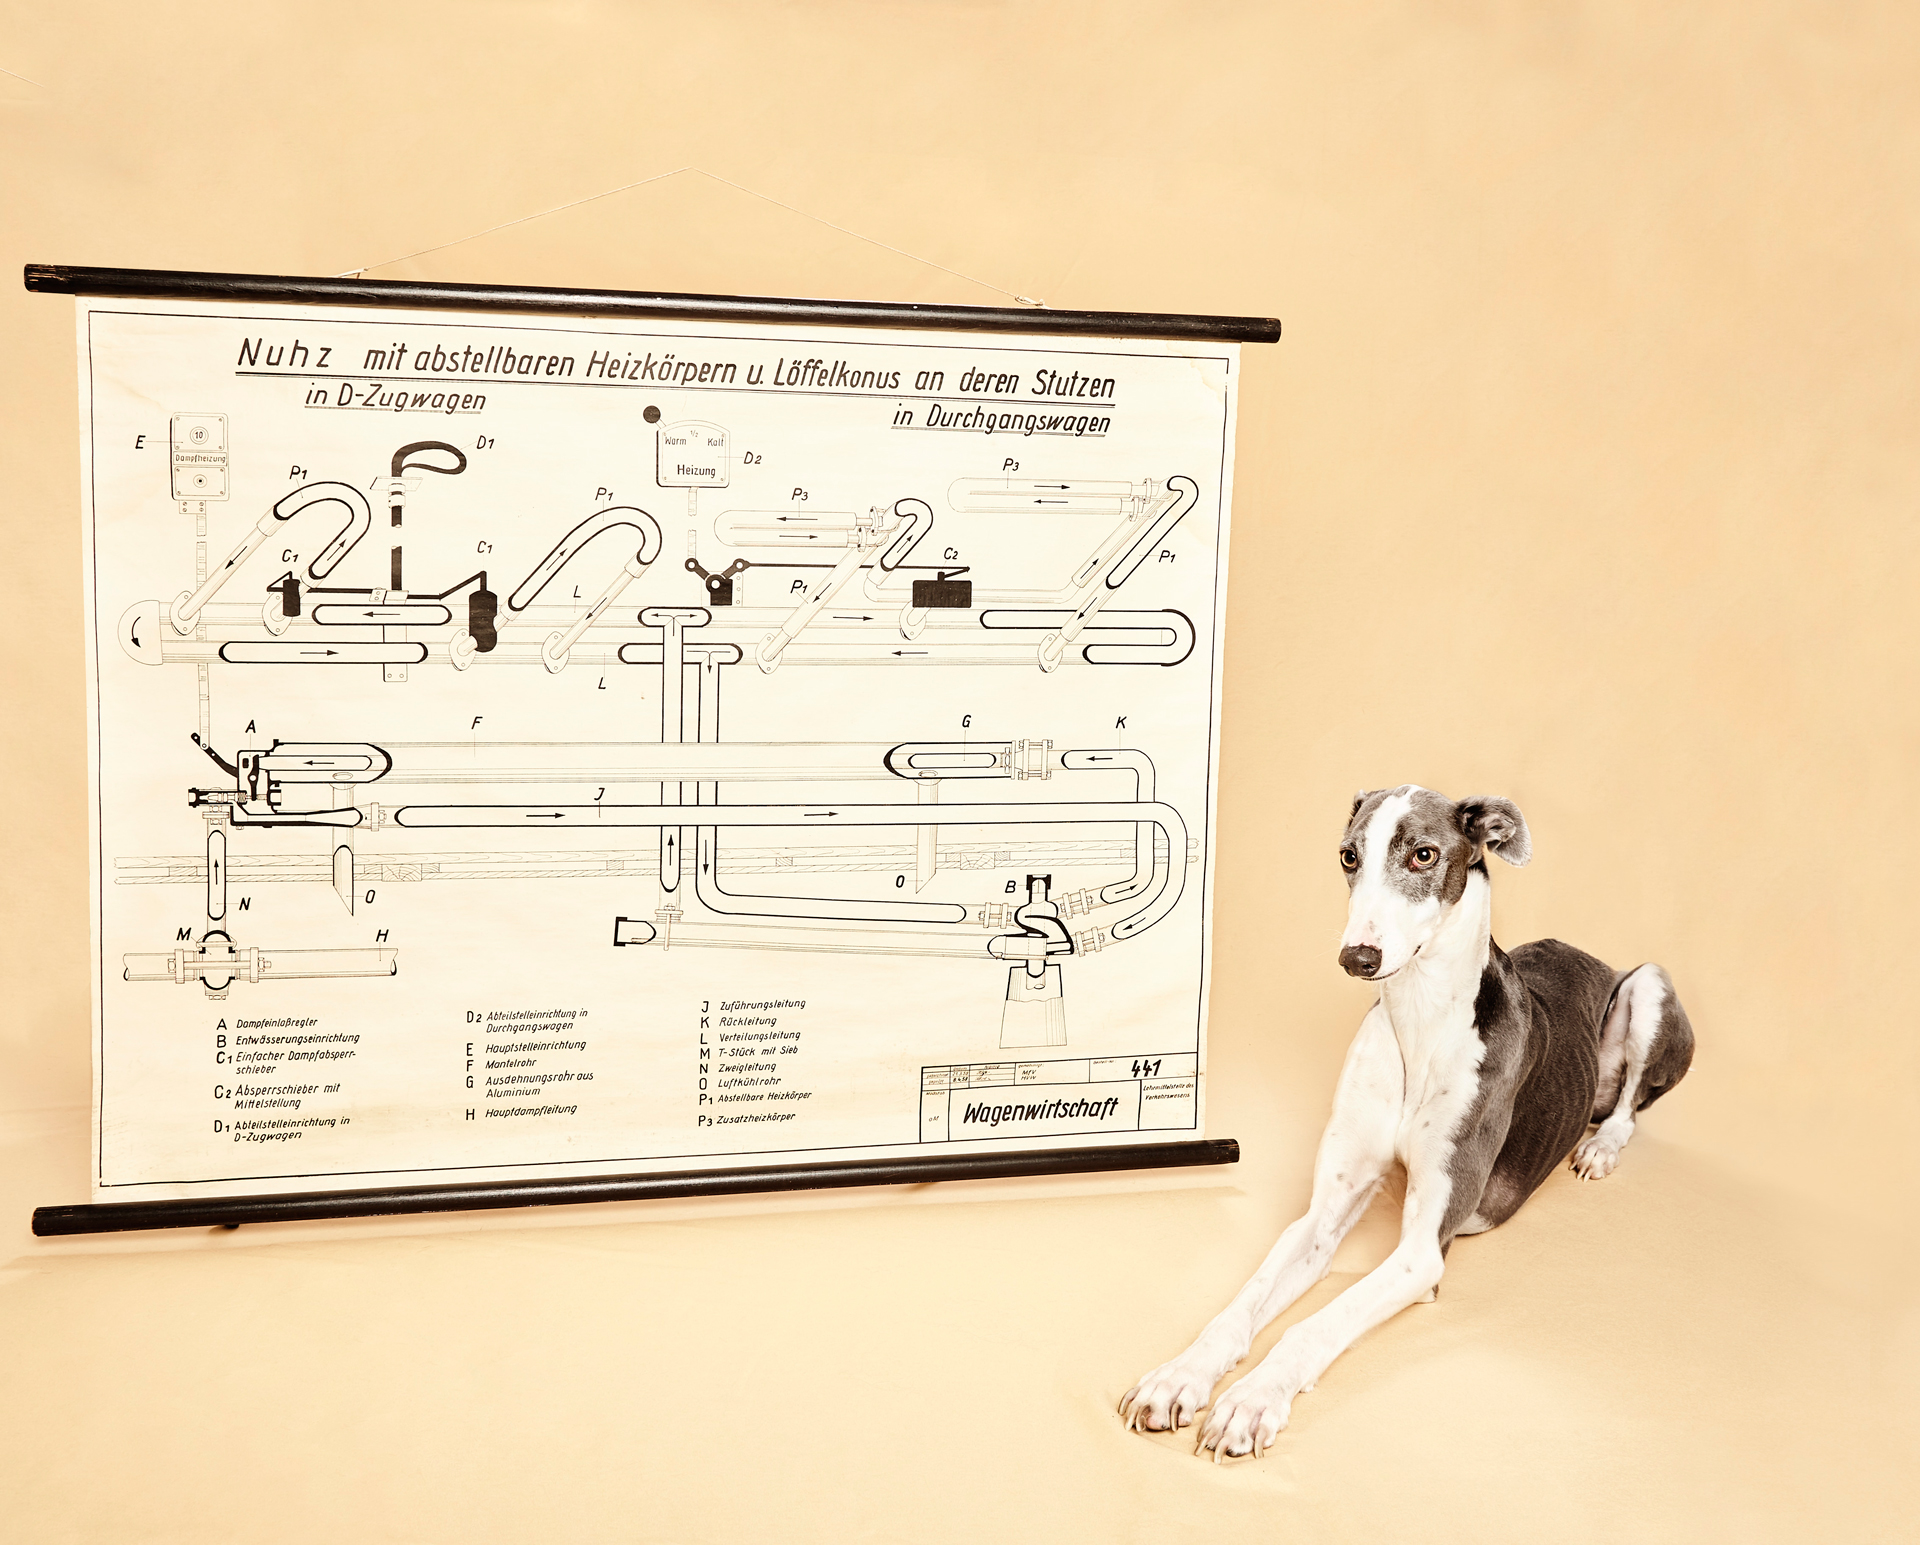 Nuhz mit abstellbaren Heizkörpern u. Löffelkonus an deren Stutzen
in D-Zugwagen
in Durchgangswagen
E
10
Dampfheizung
P1
D1
Warm 1/2 Kalt
Heizung
D2
P1
P3
P3
C1
C1
C2
P1
P1
L
L
A
F
G
K
J
N
O
O
B
M
H
A Dampfeinlaßregler
B Entwässerungseinrichtung
C1 Einfacher Dampfabsperr-
schieber
C2 Absperrschieber mit
Mittelstellung
D1 Abteilstelleinrichtung in
D-Zugwagen
D2 Abteilstelleinrichtung in
Durchgangswagen
E Hauptstelleinrichtung
F Mantelrohr
G Ausdehnungsrohr aus
Aluminium
H Hauptdampfleitung
J Zuführungsleitung
K Rückleitung
L Verteilungsleitung
M T-Stück mit Sieb
N Zweigleitung
O Luftkühlrohr
P1 Abstellbare Heizkörper
P3 Zusatzheizkörper
441
Wagenwirtschaft
Lehrmittelstelle des
Verkehrswesens